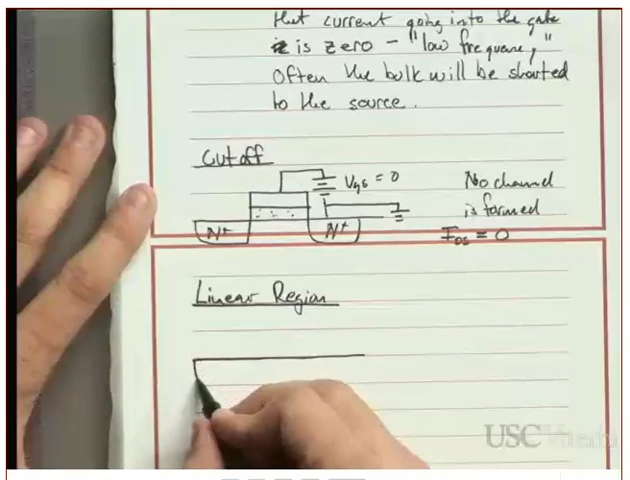 that current going into the gate
is zero - "low frequency"
Often the bulk will be shorted
to the source.
Cutoff
Vgs = 0
No channel
is formed
N+
N+
IDS = 0
Linear Region
USC Viterbi